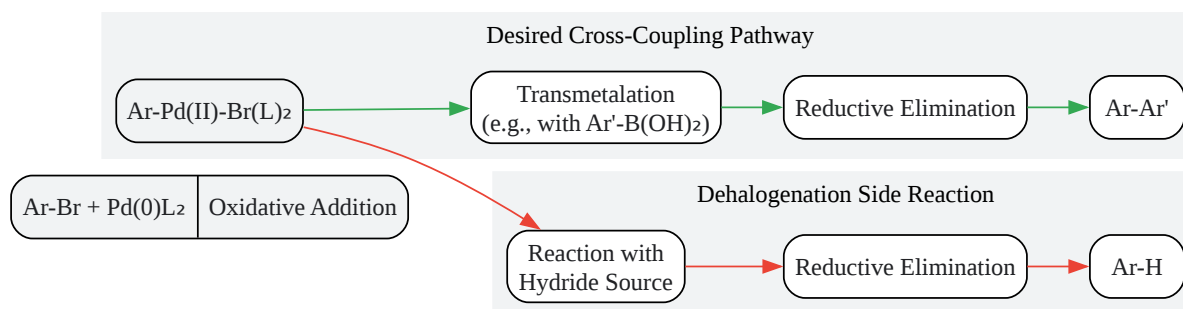 Desired Cross-Coupling Pathway
Ar-Pd(II)-Br(L)₂
Transmetalation
(e.g., with Ar'-B(OH)₂)
Reductive Elimination
Ar-Ar'
Ar-Br + Pd(0)L₂
Oxidative Addition
Dehalogenation Side Reaction
Reaction with
Hydride Source
Reductive Elimination
Ar-H